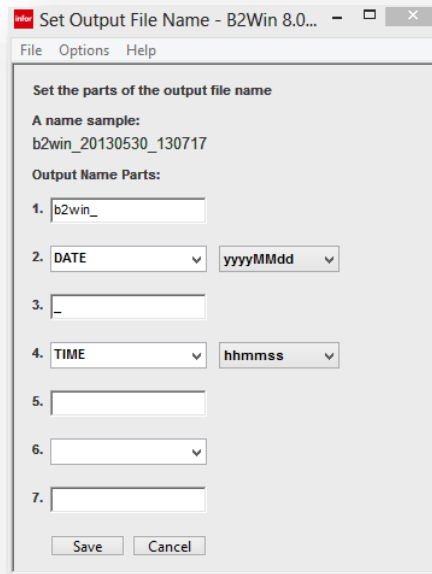 infor Set Output File Name - B2Win 8.0...
File Options Help
Set the parts of the output file name
A name sample:
b2win_20130530_130717
Output Name Parts:
1. b2win_
2. DATE yyyyMMdd
3. _
4. TIME hhmmss
5.
6.
7.
Save Cancel